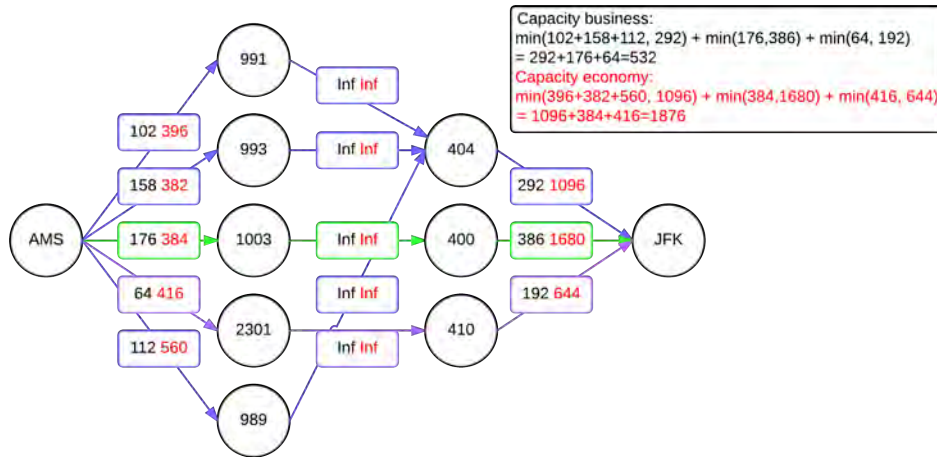 Capacity business:
min(102+158+112, 292) + min(176,386) + min(64, 192)
= 292+176+64=532
Capacity economy:
min(396+382+560, 1096) + min(384,1680) + min(416, 644)
= 1096+384+416=1876
991
Inf Inf
102 396
993
Inf Inf
404
158 382
292 1096
AMS
176 384
1003
Inf Inf
400
386 1680
JFK
64 416
Inf Inf
192 644
2301
410
112 560
Inf Inf
989